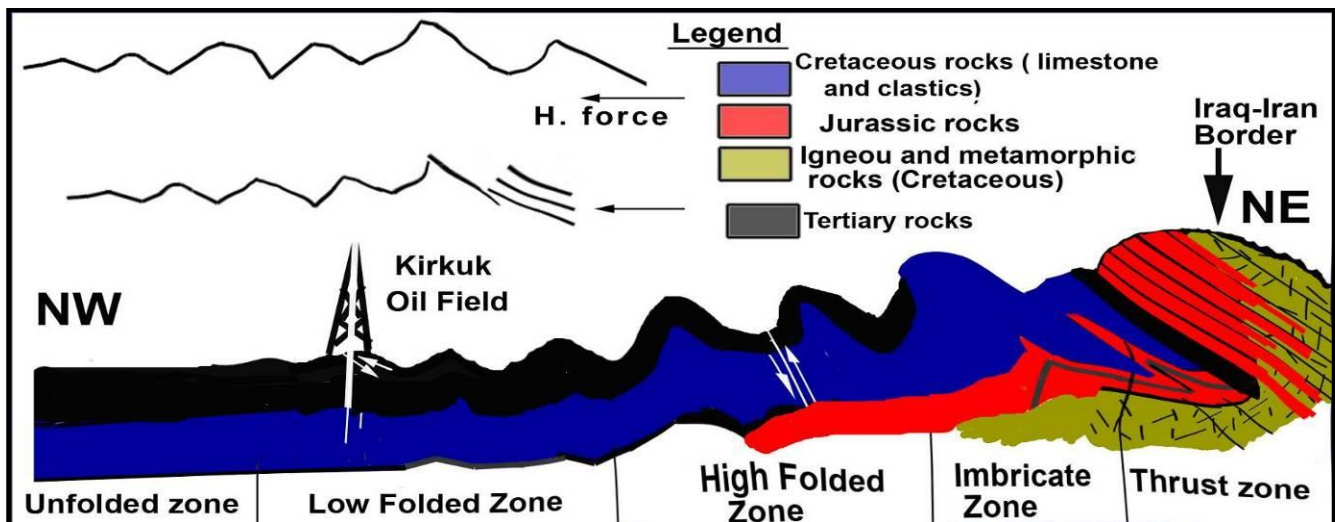 Legend
Cretaceous rocks ( limestone
and clastics)
H. force
Jurassic rocks
Iraq-Iran
Border
Igneou and metamorphic
rocks (Cretaceous)
NE
Tertiary rocks
Kirkuk
Oil Field
NW
Unfolded zone
Low Folded Zone
High Folded
Zone
Imbricate
Zone
Thrust zone